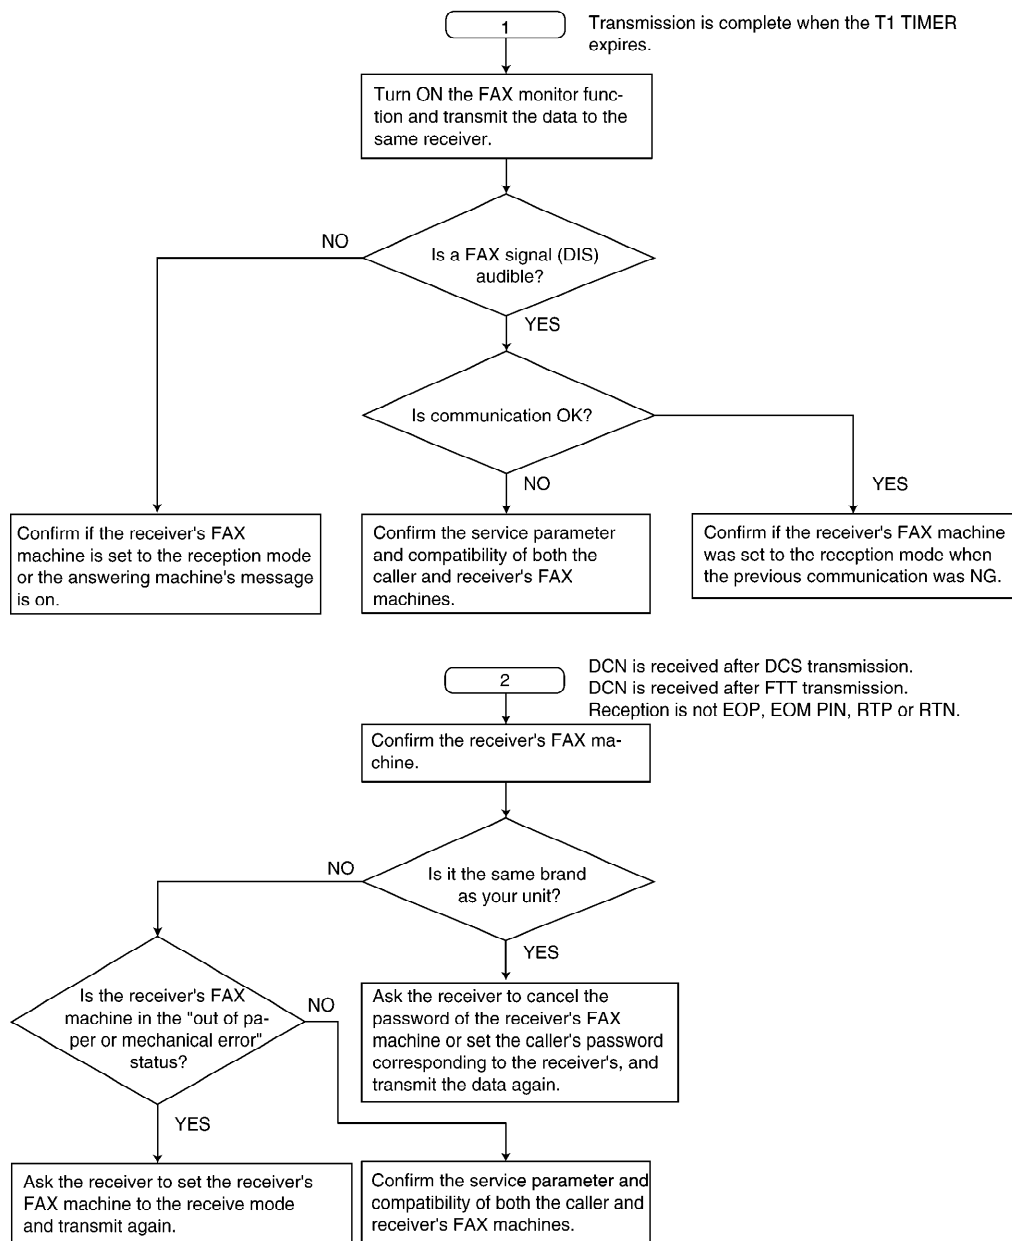 1
Transmission is complete when the T1 TIMER
expires.
Turn ON the FAX monitor func-
tion and transmit the data to the
same receiver.
Is a FAX signal (DIS)
audible?
NO
YES
Is communication OK?
NO
YES
Confirm if the receiver's FAX
machine is set to the reception mode
or the answering machine's message
is on.
Confirm the service parameter
and compatibility of both the
caller and receiver's FAX
machines.
Confirm if the receiver's FAX machine
was set to the reception mode when
the previous communication was NG.
2
DCN is received after DCS transmission.
DCN is received after FTT transmission.
Reception is not EOP, EOM PIN, RTP or RTN.
Confirm the receiver's FAX ma-
chine.
Is it the same brand
as your unit?
NO
YES
Is the receiver's FAX
machine in the "out of pa-
per or mechanical error"
status?
NO
YES
Ask the receiver to cancel the
password of the receiver's FAX
machine or set the caller's password
corresponding to the receiver's, and
transmit the data again.
Ask the receiver to set the receiver's
FAX machine to the receive mode
and transmit again.
Confirm the service parameter and
compatibility of both the caller and
receiver's FAX machines.